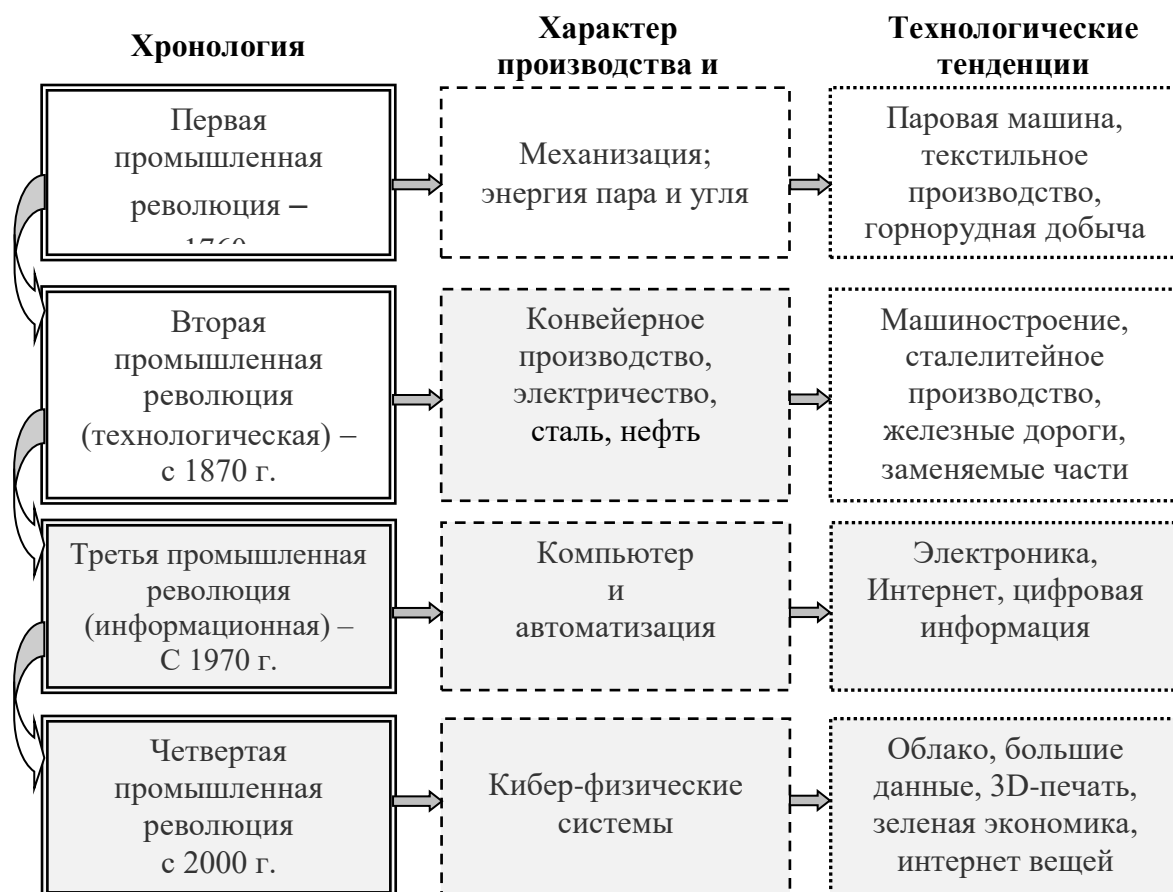 Хронология
Характер
производства и
Технологические
тенденции
Первая
промышленная
революция –
Механизация;
энергия пара и угля
Паровая машина,
текстильное
производство,
горнорудная добыча
Вторая
промышленная
революция
(технологическая) –
с 1870 г.
Конвейерное
производство,
электричество,
сталь, нефть
Машиностроение,
сталелитейное
производство,
железные дороги,
заменяемые части
Третья промышленная
революция
(информационная) –
С 1970 г.
Компьютер
и
автоматизация
Электроника,
Интернет, цифровая
информация
Четвертая
промышленная
революция
с 2000 г.
Кибер-физические
системы
Облако, большие
данные, 3D-печать,
зеленая экономика,
интернет вещей